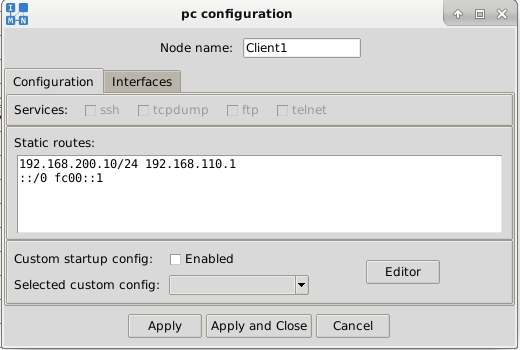 IMN
pc configuration
Node name: Client1
Configuration Interfaces
Services: ssh tcpdump ftp telnet
Static routes:
192.168.200.10/24 192.168.110.1
::/0 fc00::1
Custom startup config: Enabled
Selected custom config:
Editor
Apply Apply and Close Cancel